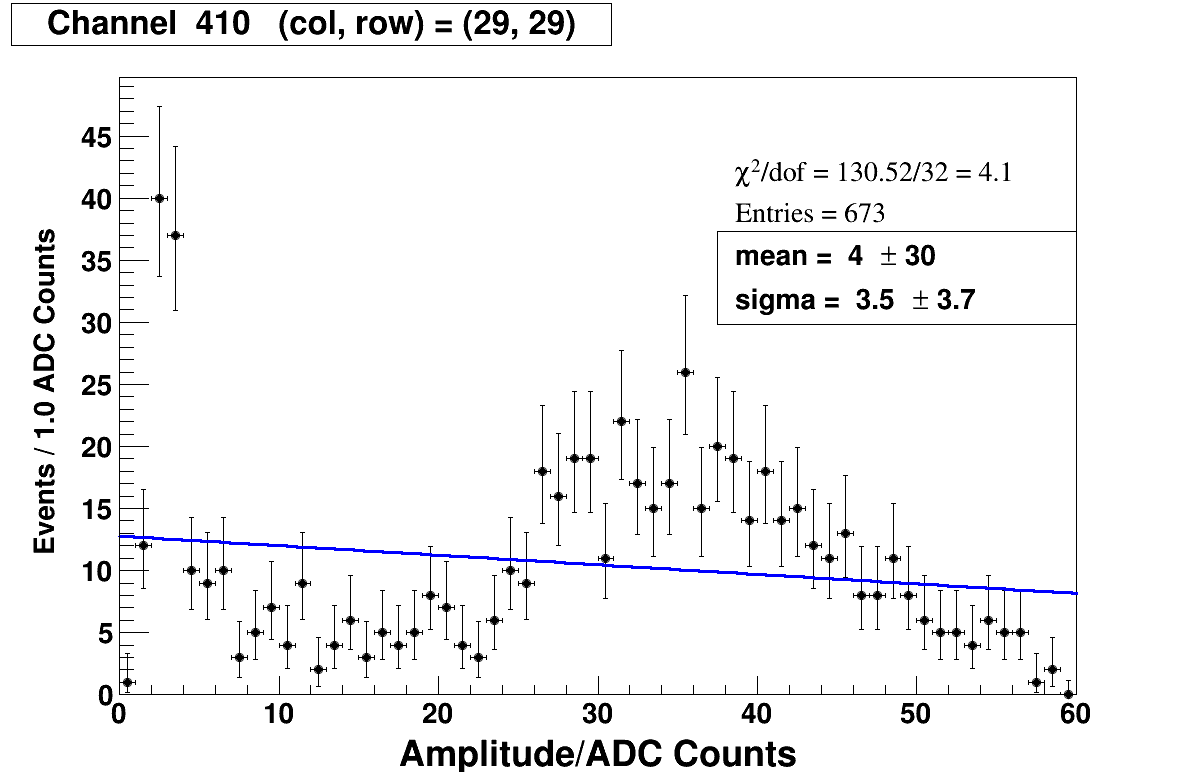 Channel 410 (col, row) = (29, 29)
χ²/dof = 130.52/32 = 4.1
Entries = 673
mean = 4 ± 30
sigma = 3.5 ± 3.7
Events / 1.0 ADC Counts
45
40
35
30
25
20
15
10
5
0
0 10 20 30 40 50 60
Amplitude/ADC Counts